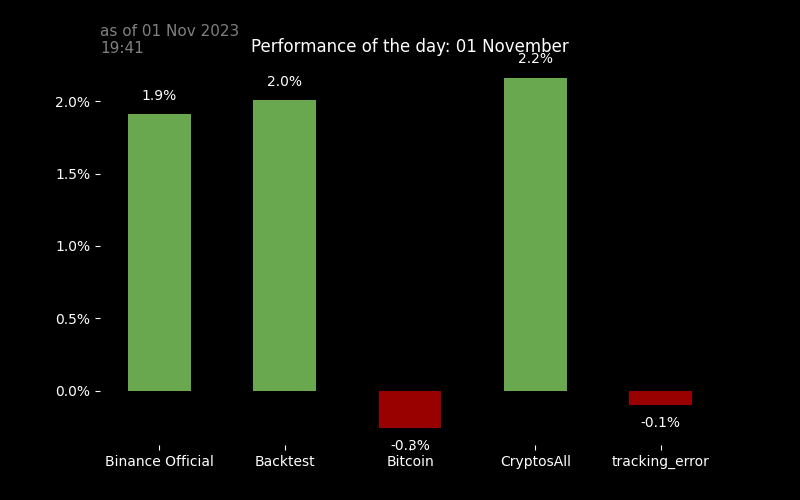 as of 01 Nov 2023
19:41
Performance of the day: 01 November
2.2%
2.0%
1.9%
2.0%
1.5%
1.0%
0.5%
0.0%
-0.1%
-0.3%
Binance Official
Backtest
Bitcoin
CryptosAll
tracking_error